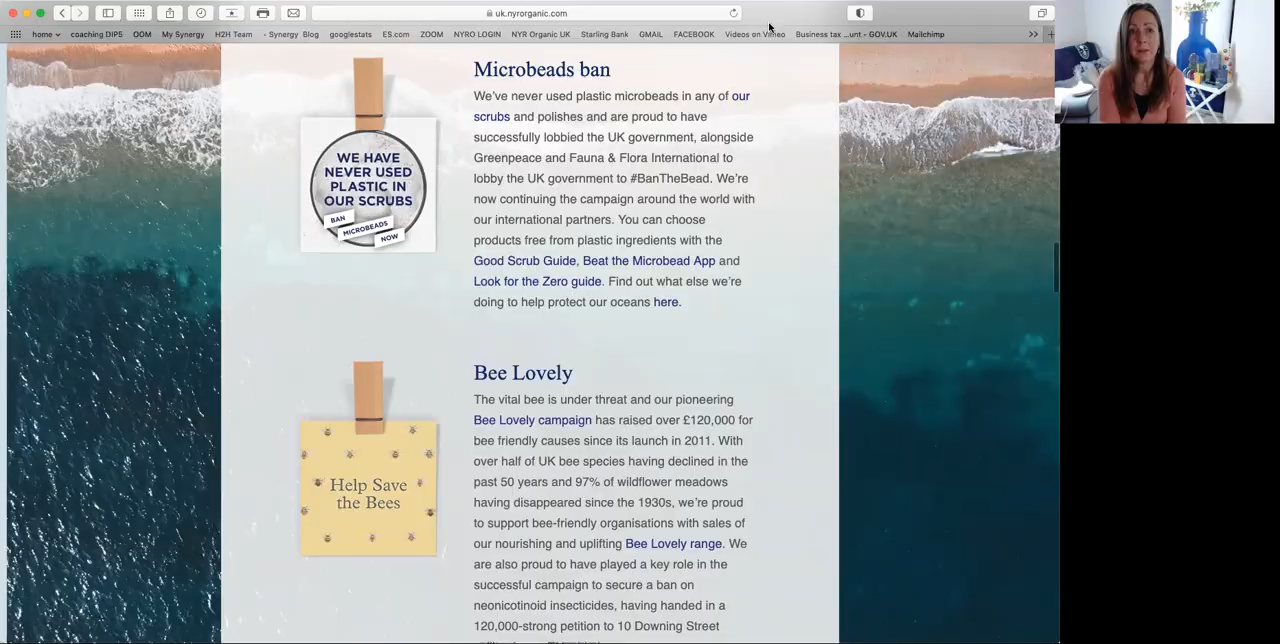 uk.nyrorganic.com
home
coaching DIP5
OOM
My Synergy
H2H Team
- Synergy Blog
googlestats
ES.com
ZOOM
NYRO LOGIN
NYR Organic UK
Starling Bank
GMAIL
FACEBOOK
Videos on Vimeo
Business tax ...unt - GOV.UK
Mailchimp
WE HAVE
NEVER USED
PLASTIC IN
OUR SCRUBS
BAN
MICROBEADS
NOW
Microbeads ban
We've never used plastic microbeads in any of our
scrubs and polishes and are proud to have
successfully lobbied the UK government, alongside
Greenpeace and Fauna & Flora International to
lobby the UK government to #BanTheBead. We're
now continuing the campaign around the world with
our international partners. You can choose
products free from plastic ingredients with the
Good Scrub Guide, Beat the Microbead App and
Look for the Zero guide. Find out what else we're
doing to help protect our oceans here.
Help Save
the Bees
Bee Lovely
The vital bee is under threat and our pioneering
Bee Lovely campaign has raised over £120,000 for
bee friendly causes since its launch in 2011. With
over half of UK bee species having declined in the
past 50 years and 97% of wildflower meadows
having disappeared since the 1930s, we're proud
to support bee-friendly organisations with sales of
our nourishing and uplifting Bee Lovely range. We
are also proud to have played a key role in the
successful campaign to secure a ban on
neonicotinoid insecticides, having handed in a
120,000-strong petition to 10 Downing Street